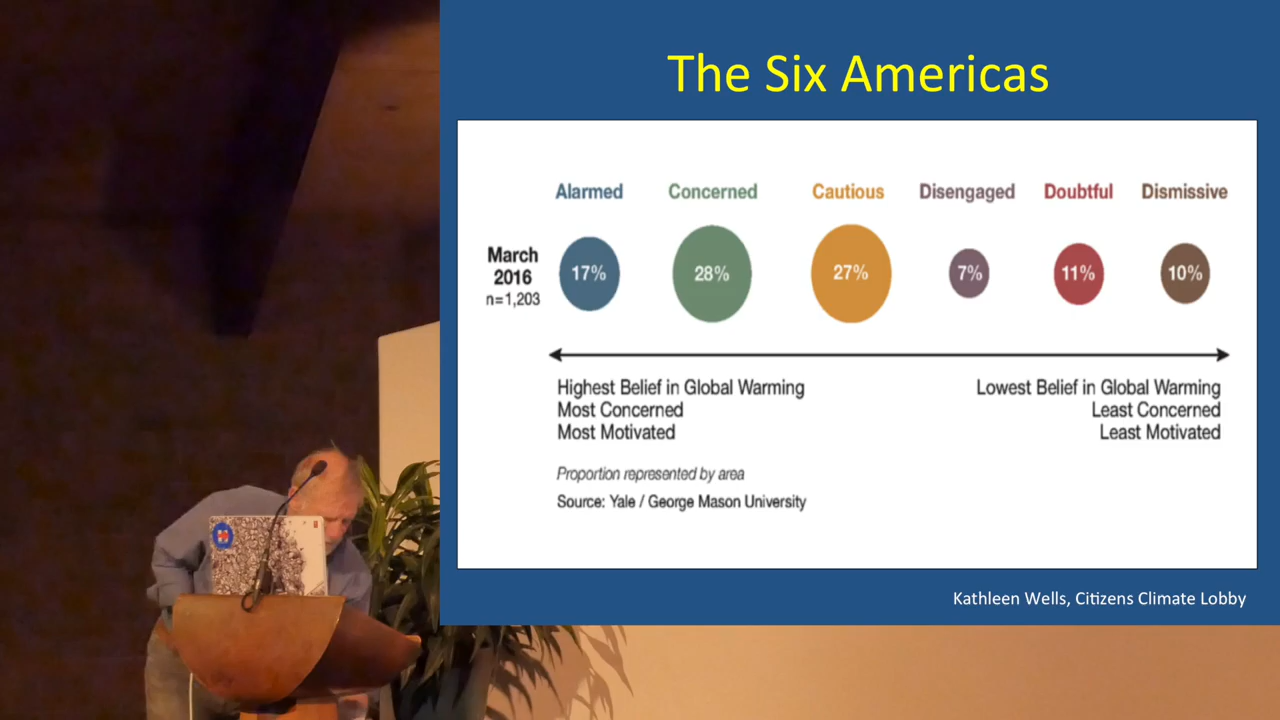 The Six Americas
Alarmed Concerned Cautious Disengaged Doubtful Dismissive
March
2016
n=1,203
17% 28% 27% 7% 11% 10%
Highest Belief in Global Warming
Most Concerned
Most Motivated
Lowest Belief in Global Warming
Least Concerned
Least Motivated
Proportion represented by area
Source: Yale / George Mason University
Kathleen Wells, Citizens Climate Lobby